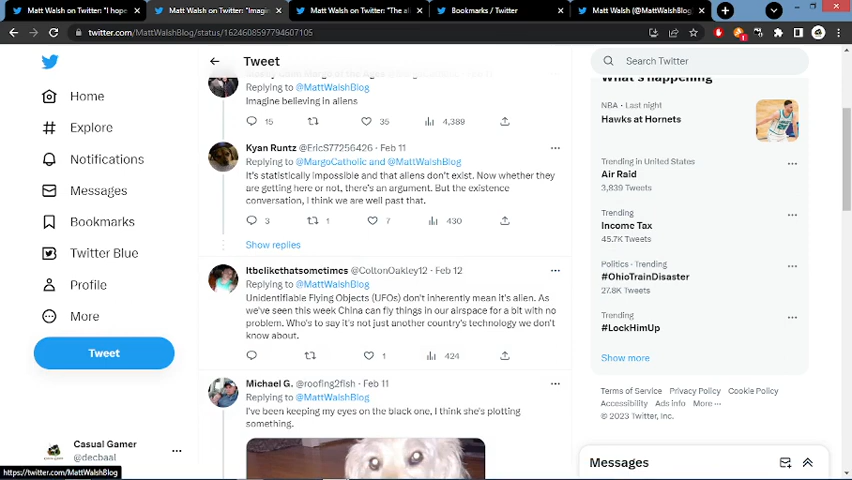 Matt Walsh on Twitter: "I hope
Matt Walsh on Twitter: "Imagin
Matt Walsh on Twitter: "The al
Bookmarks / Twitter
Matt Walsh (@MattWalshBlog)
twitter.com/MattWalshBlog/status/1624608597794607105
Home
Explore
Notifications
Messages
Bookmarks
Twitter Blue
Profile
More
Tweet
Casual Gamer
@decbaal
https://twitter.com/MattWalshBlog
Tweet
Replying to @MattWalshBlog
Imagine believing in aliens
15
35
4,389
Kyan Runtz @EricS77256426 · Feb 11
Replying to @MargoCatholic and @MattWalshBlog
It's statistically impossible and that aliens don't exist. Now whether they
are getting here or not, there's an argument. But the existence
conversation, I think we are well past that.
3
1
7
430
Show replies
Itbelikethatsometimes @ColtonOakley12 · Feb 12
Replying to @MattWalshBlog
Unidentifiable Flying Objects (UFOs) don't inherently mean it's alien. As
we've seen this week China can fly things in our airspace for a bit with no
problem. Who's to say it's not just another country's technology we don't
know about.
1
424
Michael G. @roofing2fish · Feb 11
Replying to @MattWalshBlog
I've been keeping my eyes on the black one, I think she's plotting
something.
Search Twitter
What's happening
NBA · Last night
Hawks at Hornets
Trending in United States
Air Raid
3,839 Tweets
Trending
Income Tax
45.7K Tweets
Politics · Trending
#OhioTrainDisaster
27.8K Tweets
Trending
#LockHimUp
Show more
Terms of Service Privacy Policy Cookie Policy
Accessibility Ads info More ···
© 2023 Twitter, Inc.
Messages